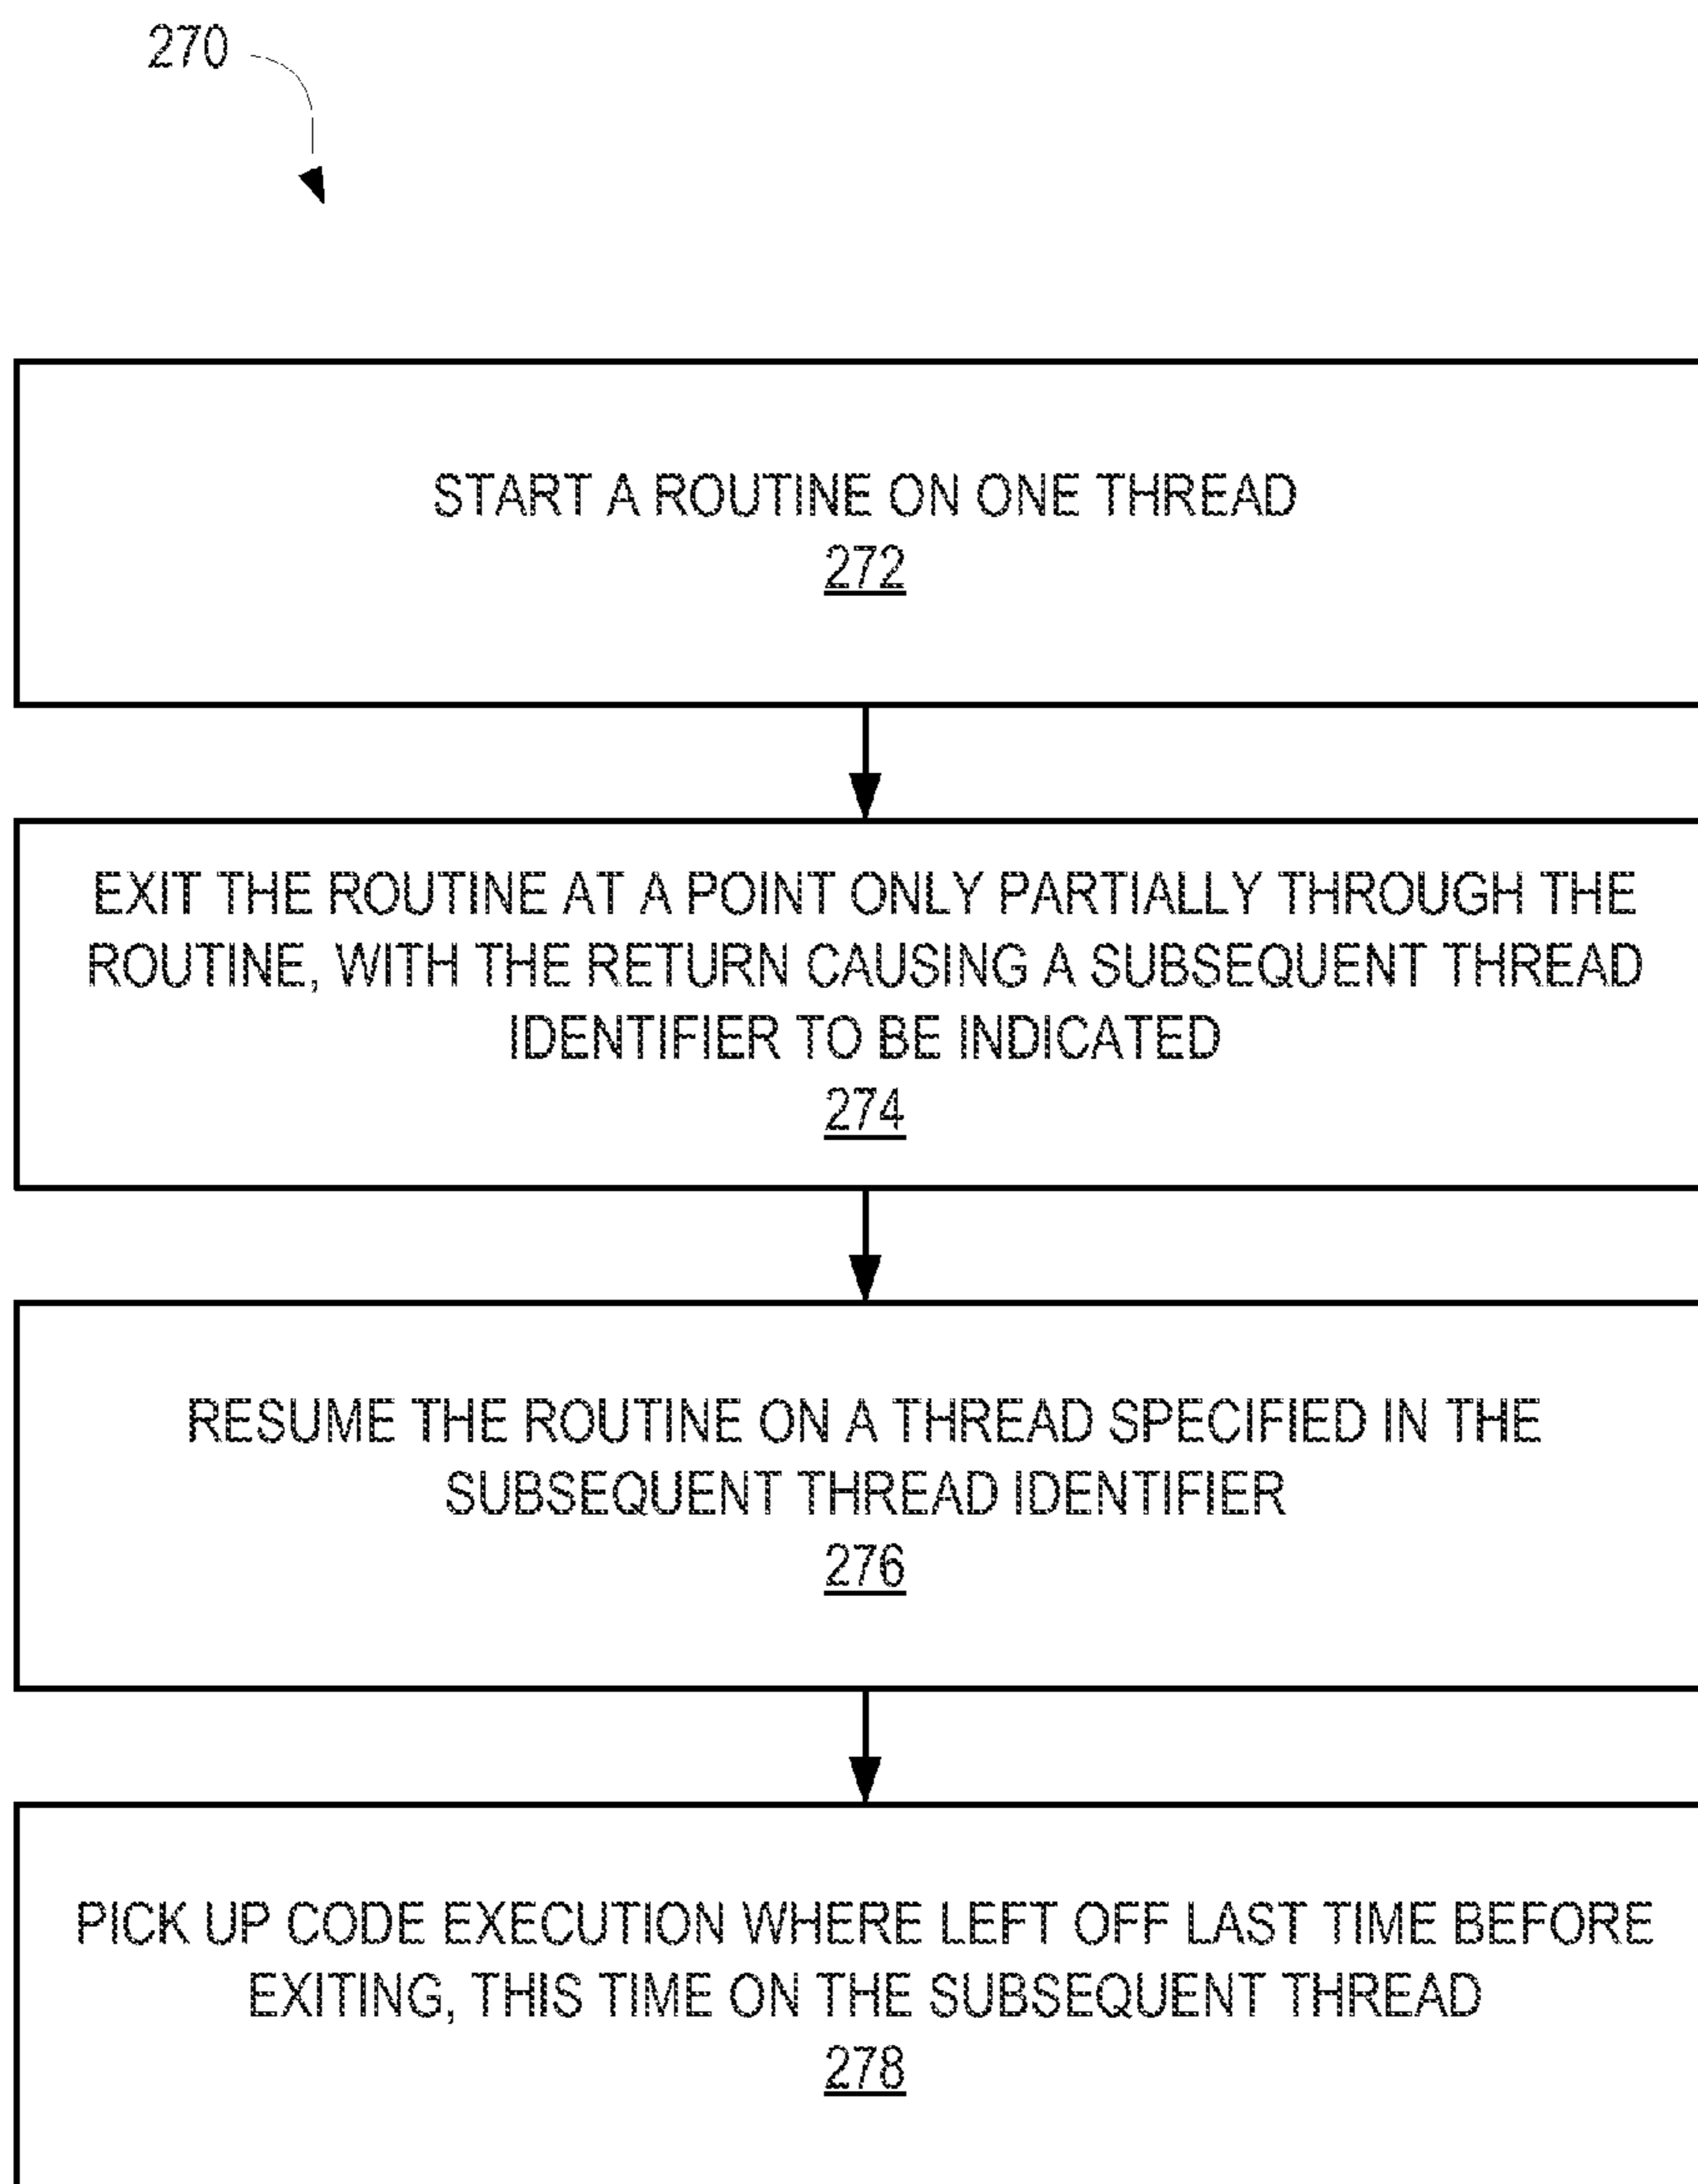 270
START A ROUTINE ON ONE THREAD
272
EXIT THE ROUTINE AT A POINT ONLY PARTIALLY THROUGH THE
ROUTINE, WITH THE RETURN CAUSING A SUBSEQUENT THREAD
IDENTIFIER TO BE INDICATED
274
RESUME THE ROUTINE ON A THREAD SPECIFIED IN THE
SUBSEQUENT THREAD IDENTIFIER
276
PICK UP CODE EXECUTION WHERE LEFT OFF LAST TIME BEFORE
EXITING, THIS TIME ON THE SUBSEQUENT THREAD
278